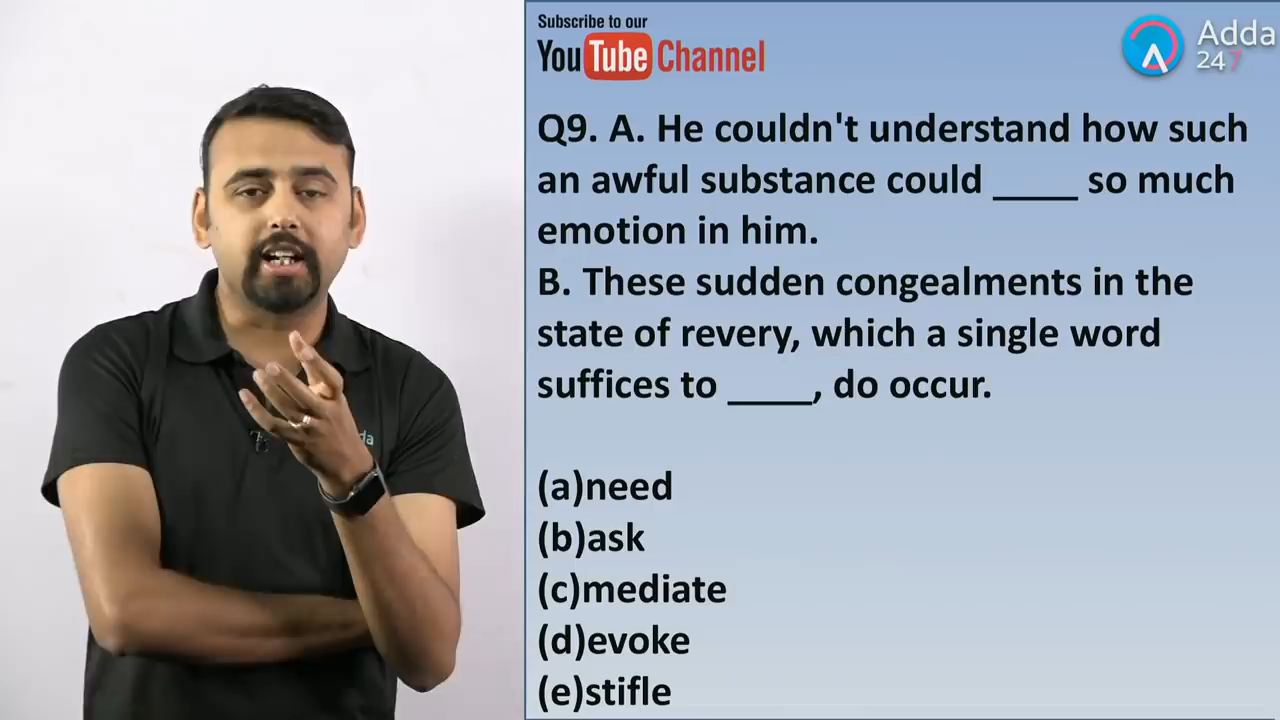 Subscribe to our
YouTube Channel
Adda
247
Q9. A. He couldn't understand how such
an awful substance could ____ so much
emotion in him.
B. These sudden congealments in the
state of revery, which a single word
suffices to ____, do occur.
(a)need
(b)ask
(c)mediate
(d)evoke
(e)stifle